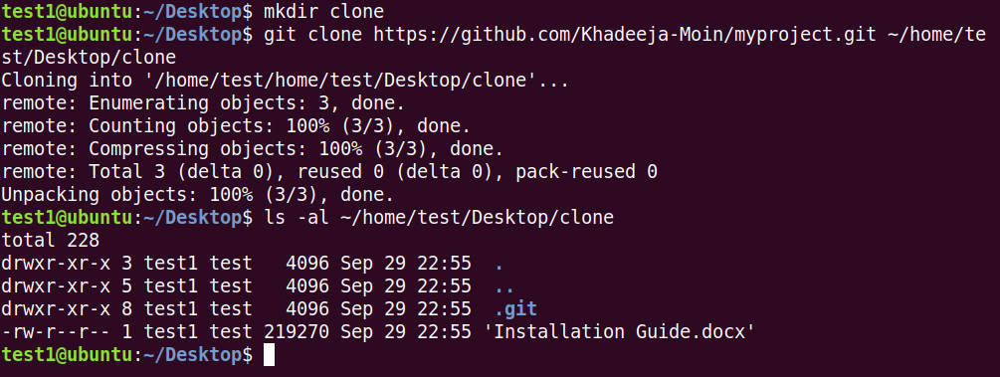 test1@ubuntu:~/Desktop$ mkdir clone
test1@ubuntu:~/Desktop$ git clone https://github.com/Khadeeja-Moin/myproject.git ~/home/te
st/Desktop/clone
Cloning into '/home/test/home/test/Desktop/clone'...
remote: Enumerating objects: 3, done.
remote: Counting objects: 100% (3/3), done.
remote: Compressing objects: 100% (3/3), done.
remote: Total 3 (delta 0), reused 0 (delta 0), pack-reused 0
Unpacking objects: 100% (3/3), done.
test1@ubuntu:~/Desktop$ ls -al ~/home/test/Desktop/clone
total 228
drwxr-xr-x 3 test1 test   4096 Sep 29 22:55  .
drwxr-xr-x 5 test1 test   4096 Sep 29 22:55  ..
drwxr-xr-x 8 test1 test   4096 Sep 29 22:55  .git
-rw-r--r-- 1 test1 test 219270 Sep 29 22:55 'Installation Guide.docx'
test1@ubuntu:~/Desktop$